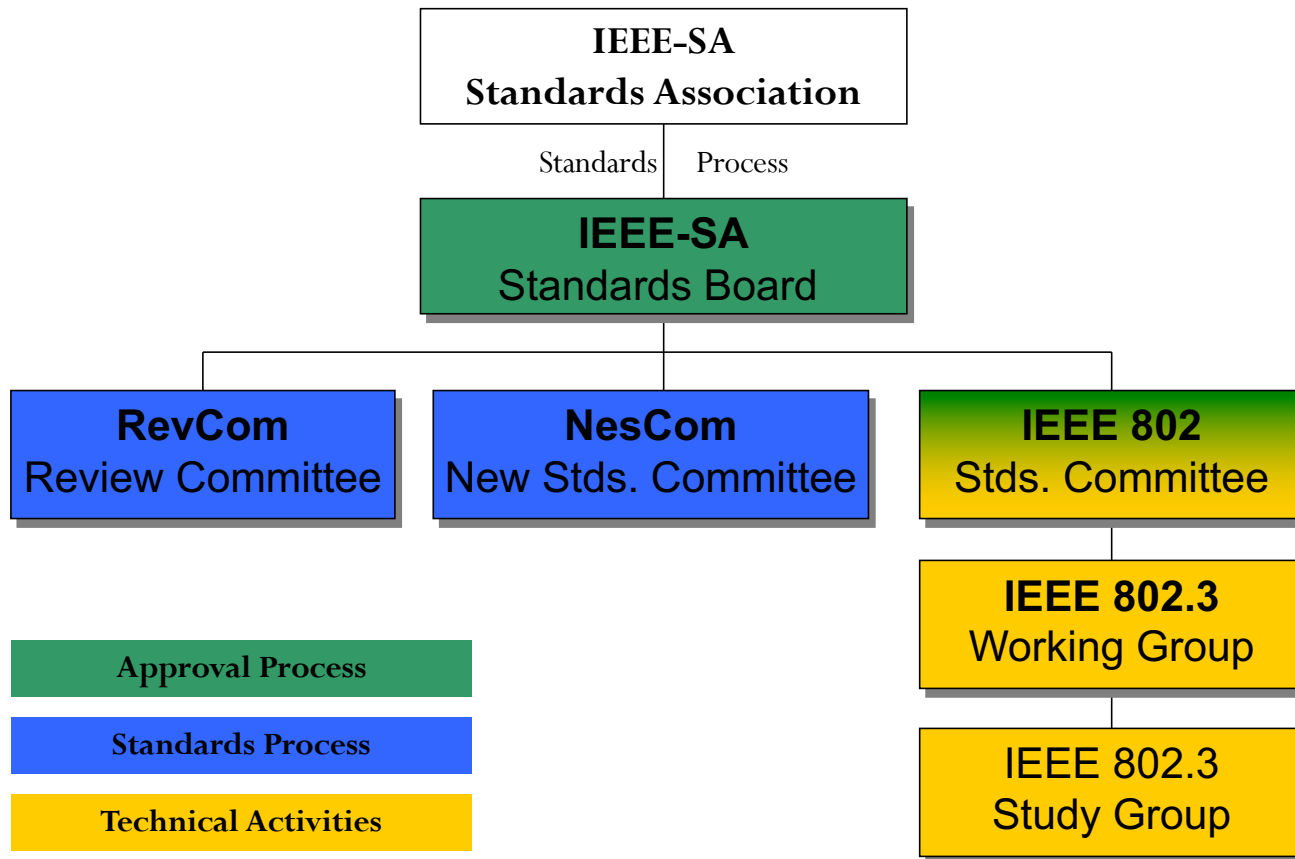 IEEE-SA
Standards Association
Standards Process
IEEE-SA
Standards Board
RevCom
Review Committee
NesCom
New Stds. Committee
IEEE 802
Stds. Committee
IEEE 802.3
Working Group
IEEE 802.3
Study Group
Approval Process
Standards Process
Technical Activities